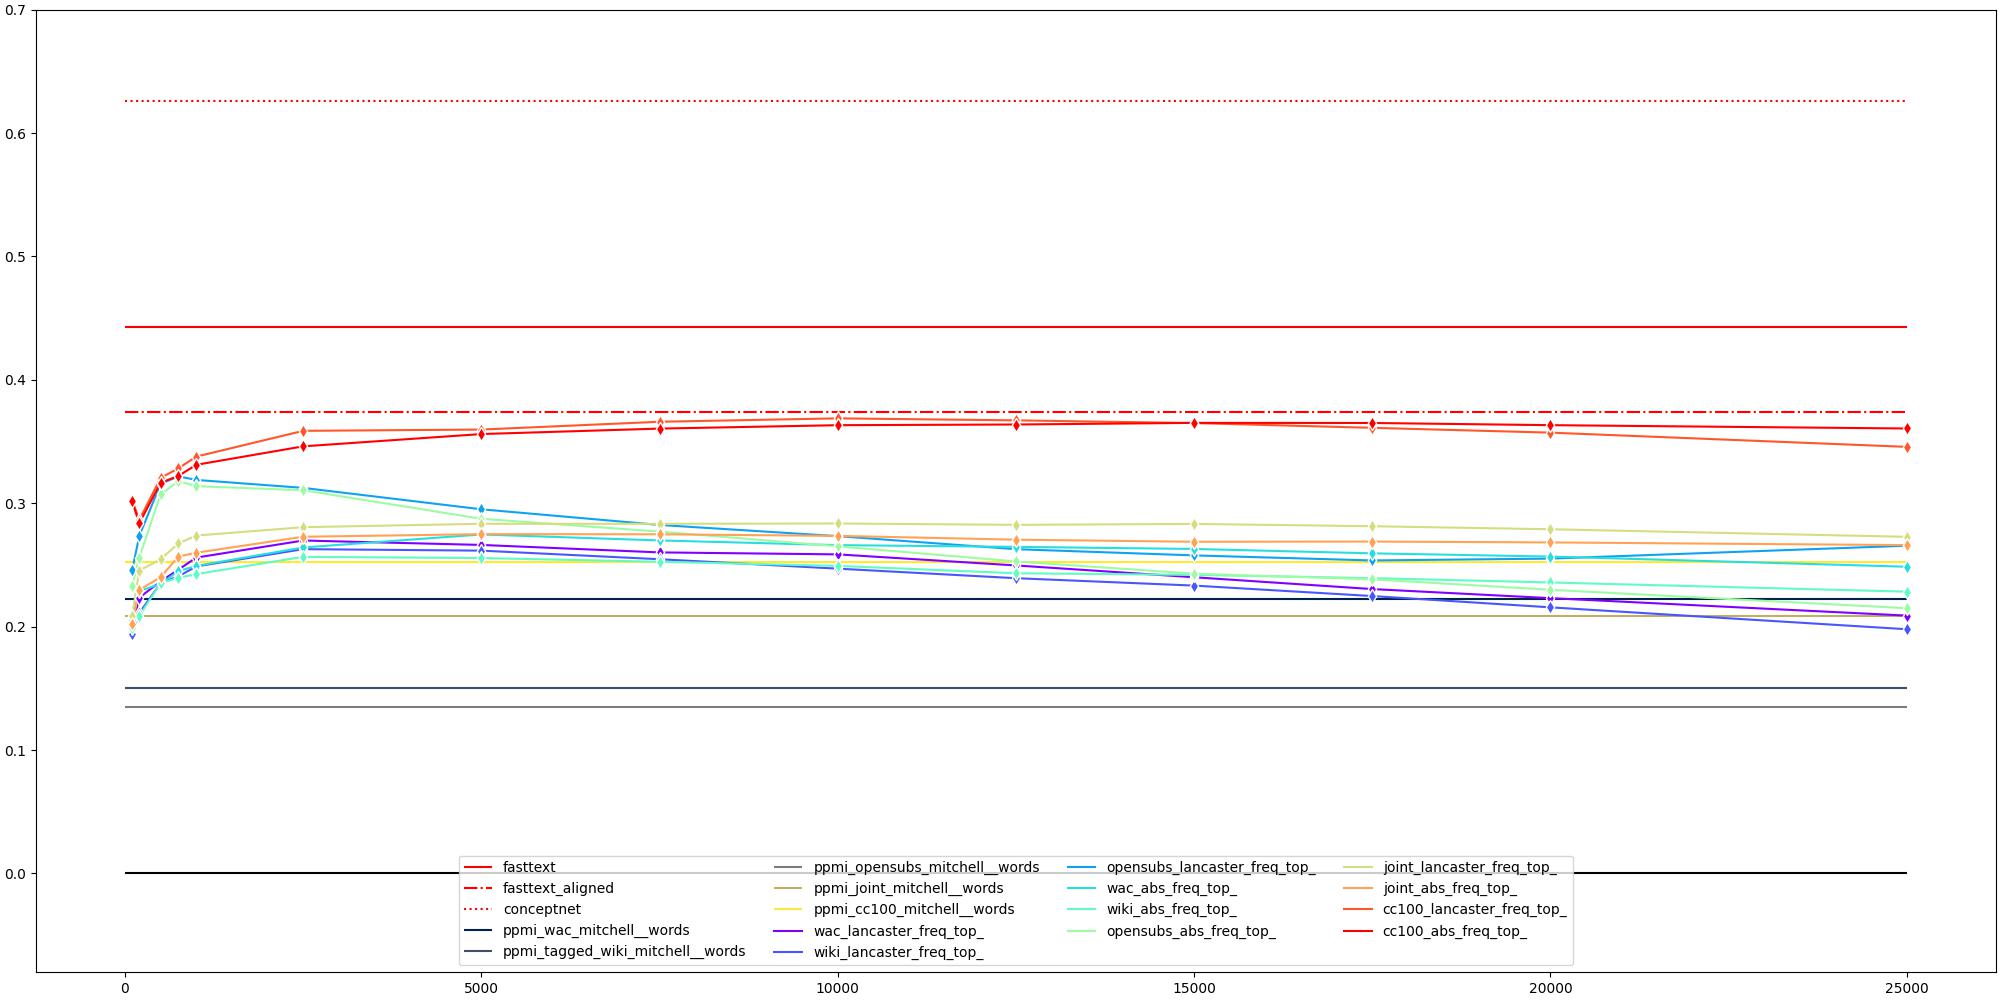 0.7
0.6
0.5
0.4
0.3
0.2
0.1
0.0
fasttext
fasttext_aligned
conceptnet
ppmi_wac_mitchell__words
ppmi_tagged_wiki_mitchell__words
ppmi_opensubs_mitchell__words
ppmi_joint_mitchell__words
ppmi_cc100_mitchell__words
wac_lancaster_freq_top_
wiki_lancaster_freq_top_
opensubs_lancaster_freq_top_
wac_abs_freq_top_
wiki_abs_freq_top_
opensubs_abs_freq_top_
joint_lancaster_freq_top_
joint_abs_freq_top_
cc100_lancaster_freq_top_
cc100_abs_freq_top_
0 5000 10000 15000 20000 25000